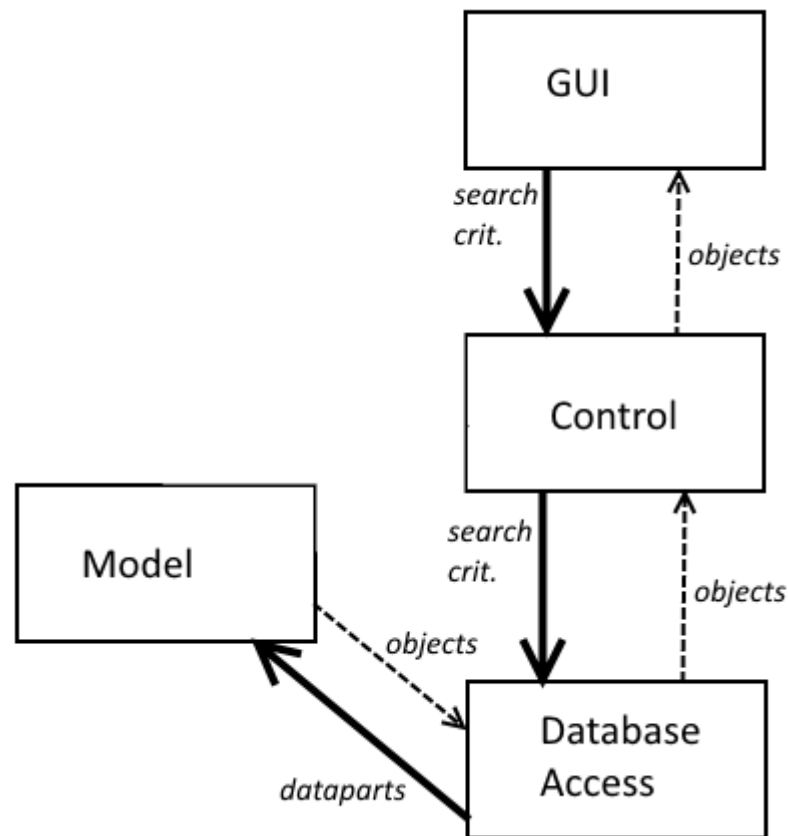 GUI
search
crit.
objects
Control
search
crit.
objects
Model
objects
Database
Access
dataparts